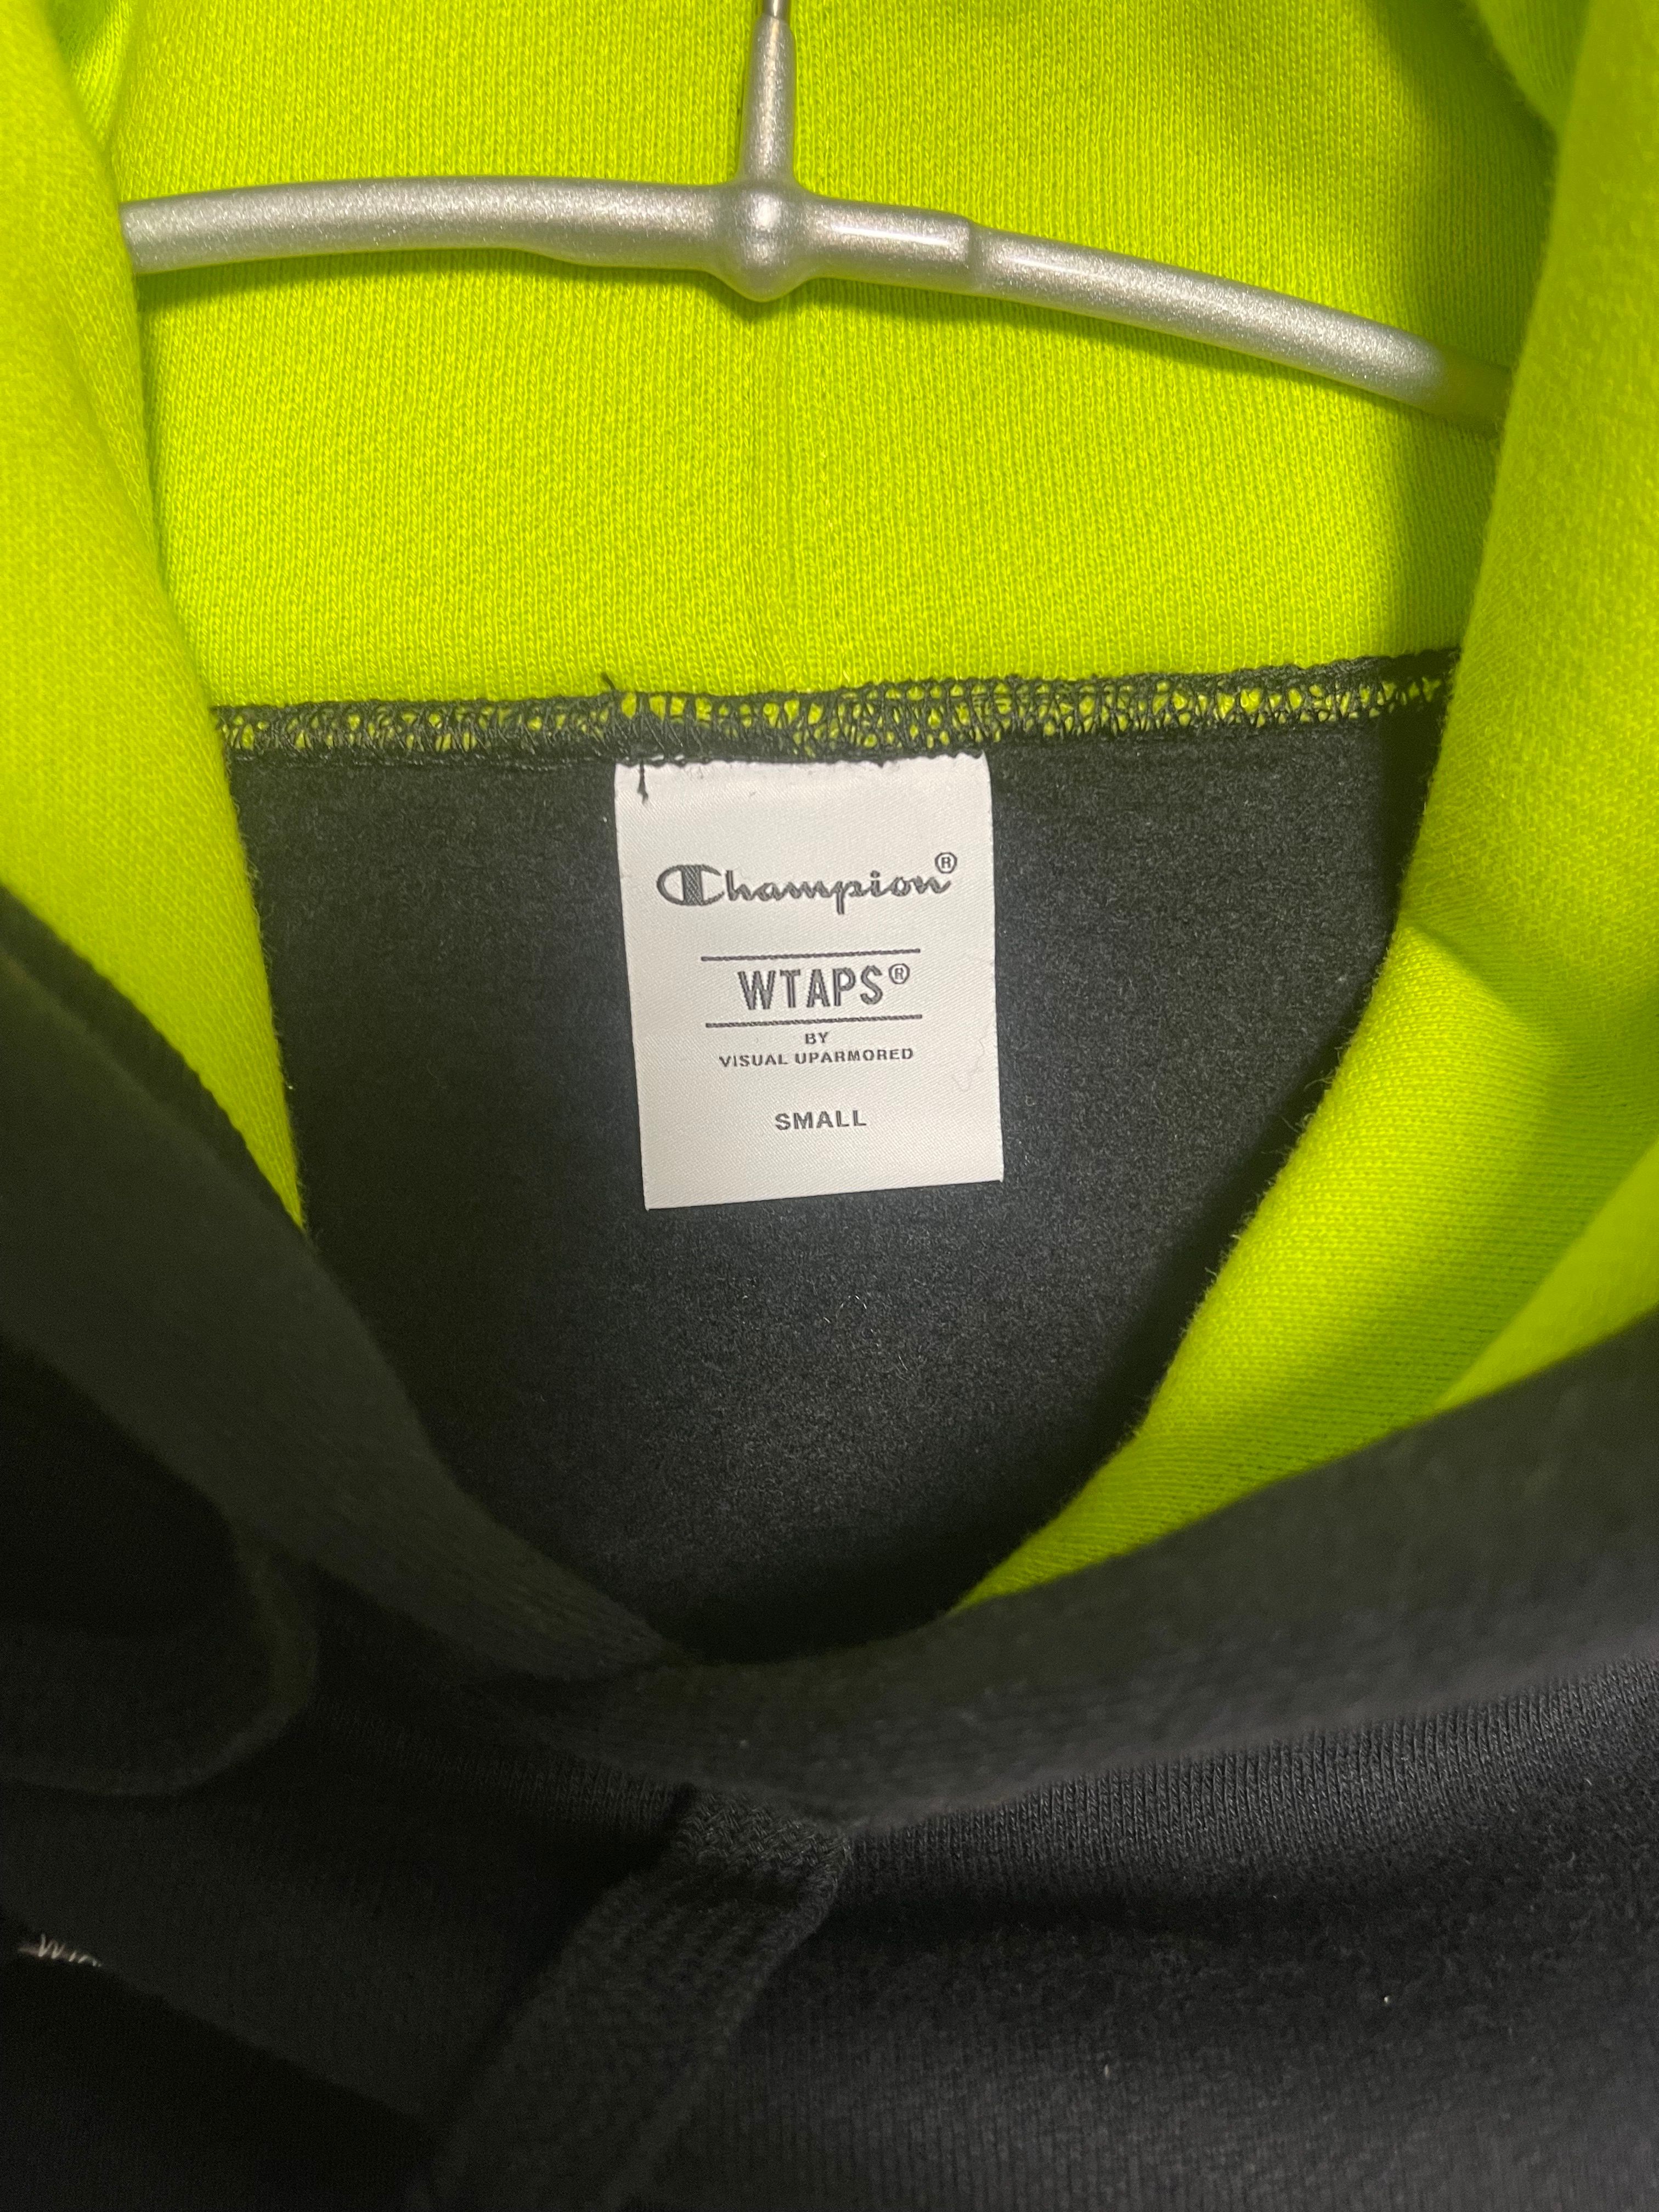 Champion®
WTAPS®
BY
VISUAL UPARMORED
SMALL